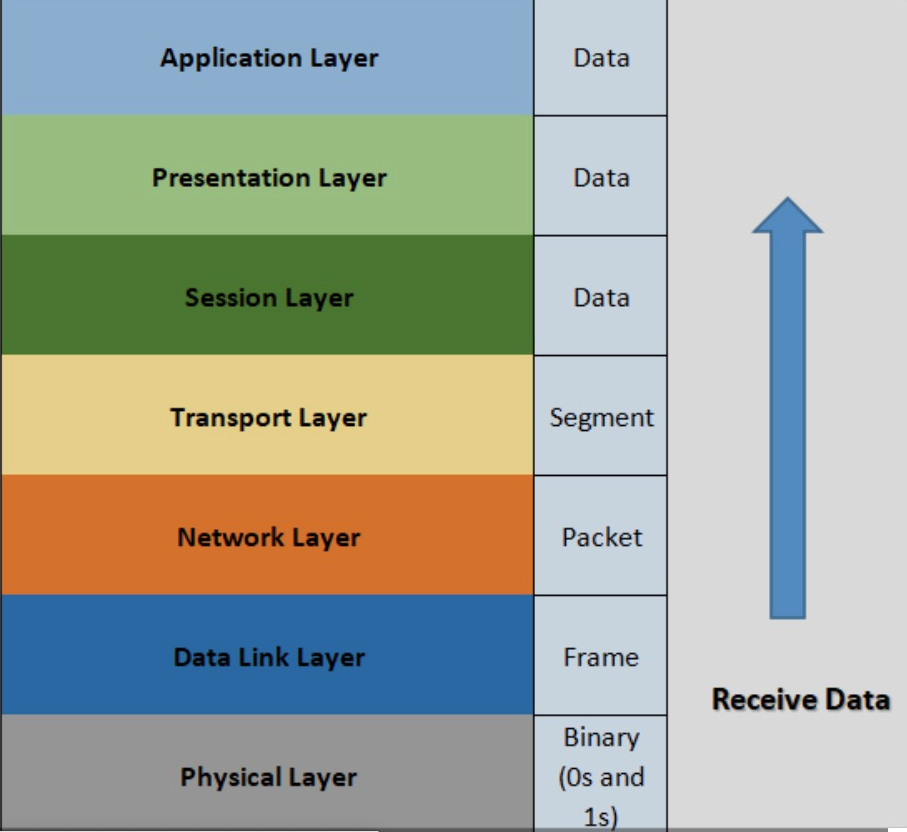 Application Layer
Data
Presentation Layer
Data
Session Layer
Data
Transport Layer
Segment
Network Layer
Packet
Data Link Layer
Frame
Receive Data
Physical Layer
Binary
(0s and
1s)